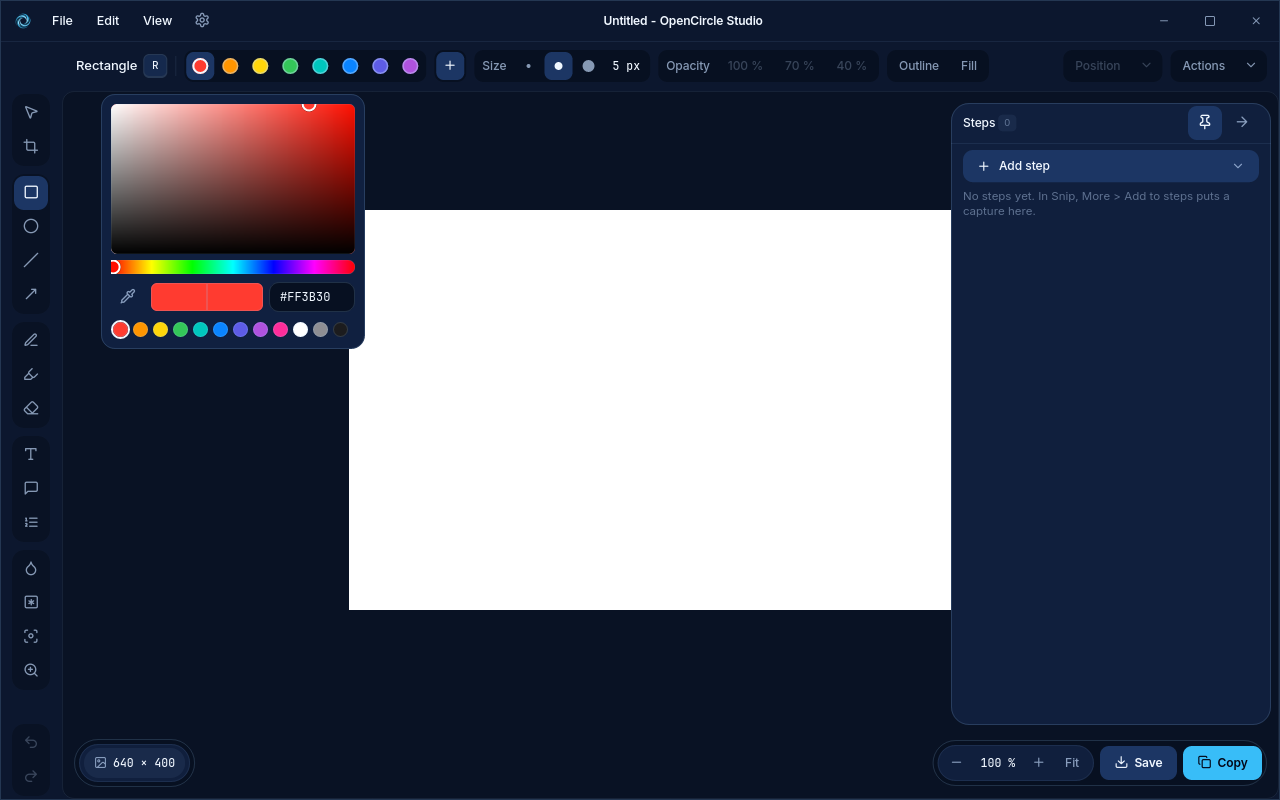 File Edit View
Untitled - OpenCircle Studio
Rectangle R
Size 5 px
Opacity 100 % 70 % 40 %
Outline Fill
Position
Actions
#FF3B30
Steps 0
Add step
No steps yet. In Snip, More > Add to steps puts a
capture here.
640 × 400
100 % Fit
Save
Copy